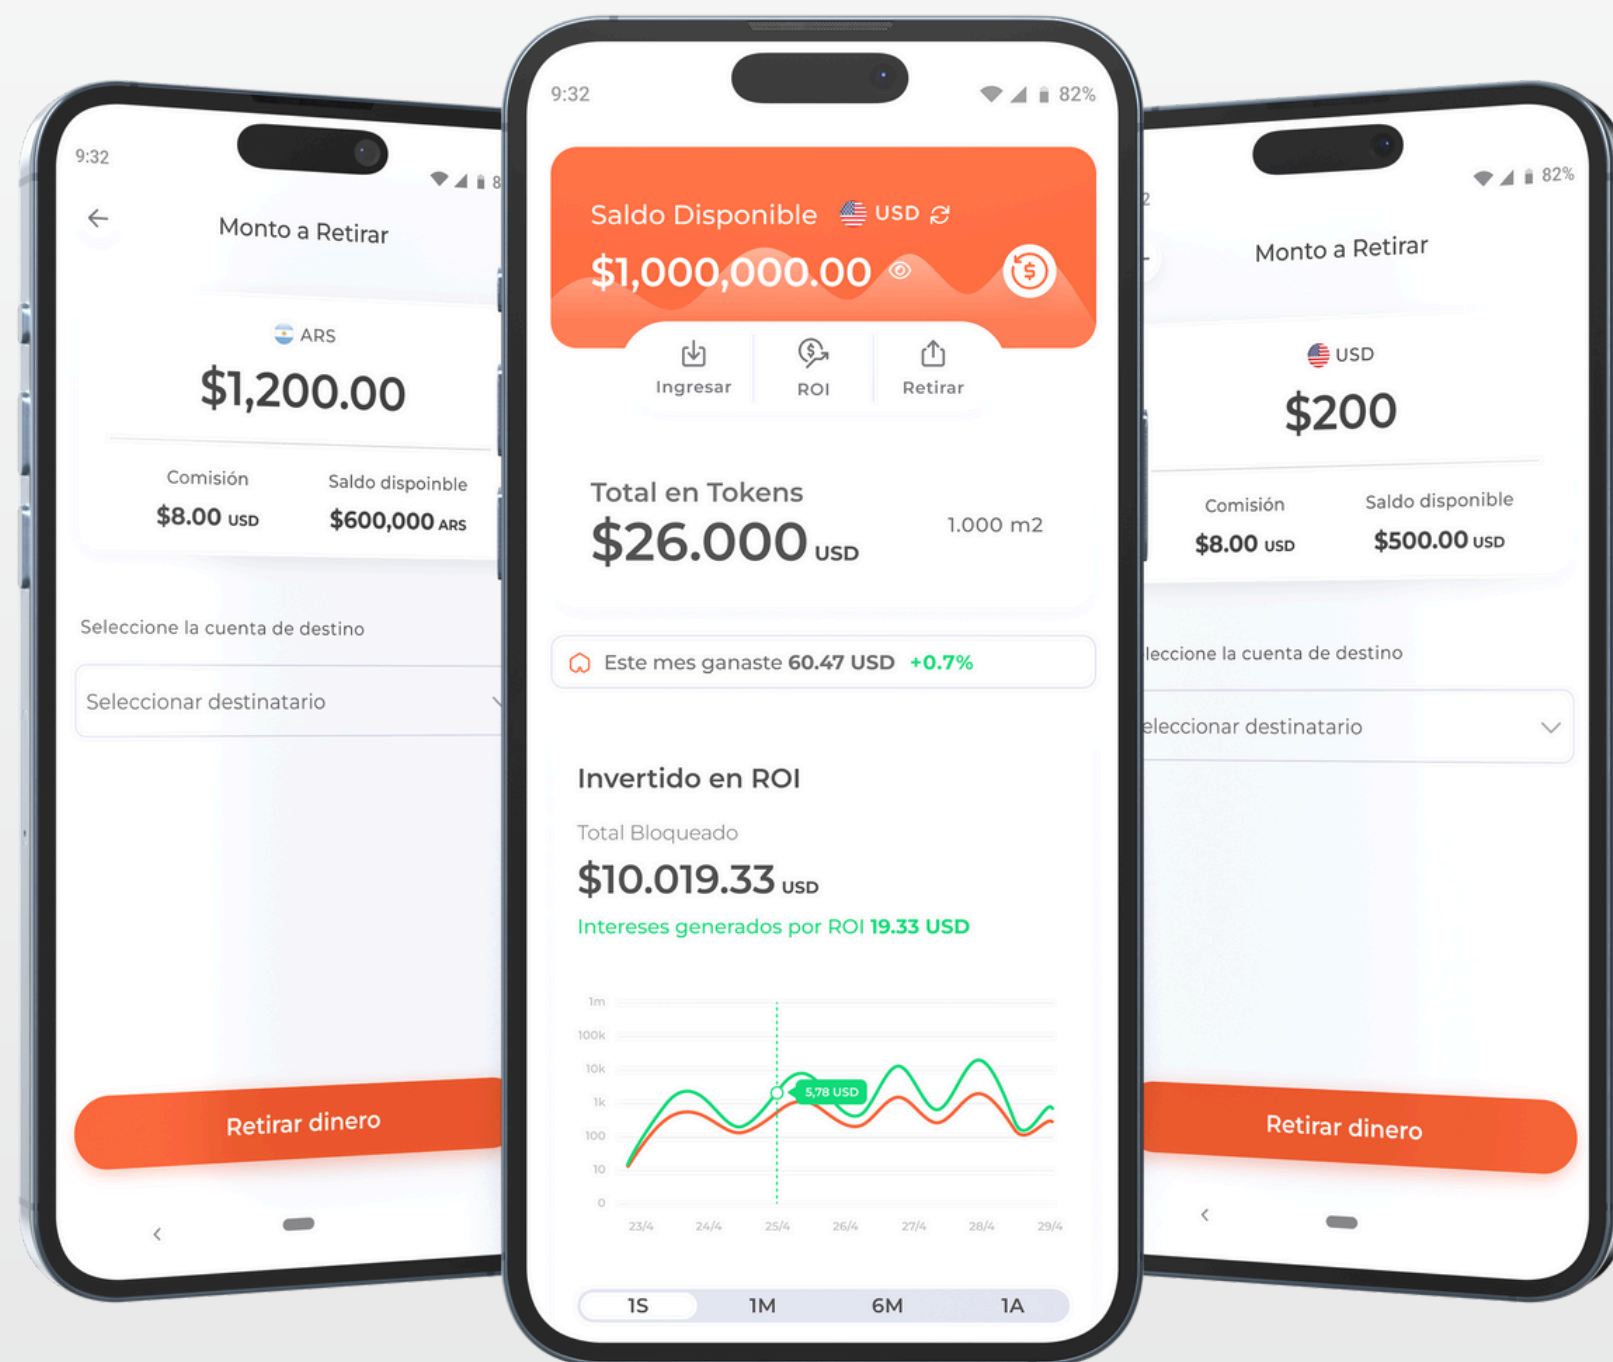 9:32
Monto a Retirar
ARS
$1,200.00
Comisión Saldo dispoinble
$8.00 USD $600,000 ARS
Seleccione la cuenta de destino
Seleccionar destinatario
Retirar dinero
9:32 82%
Saldo Disponible USD
$1,000,000.00
Ingresar ROI Retirar
Total en Tokens
$26.000 USD 1.000 m2
Este mes ganaste 60.47 USD +0.7%
Invertido en ROI
Total Bloqueado
$10.019.33 USD
Intereses generados por ROI 19.33 USD
1m
100k
10k
5,78 USD
1k
100
10
0
23/4 24/4 25/4 26/4 27/4 28/4 29/4
1S 1M 6M 1A
82%
Monto a Retirar
USD
$200
Comisión Saldo disponible
$8.00 USD $500.00 USD
la cuenta de destino
destinatario
Retirar dinero